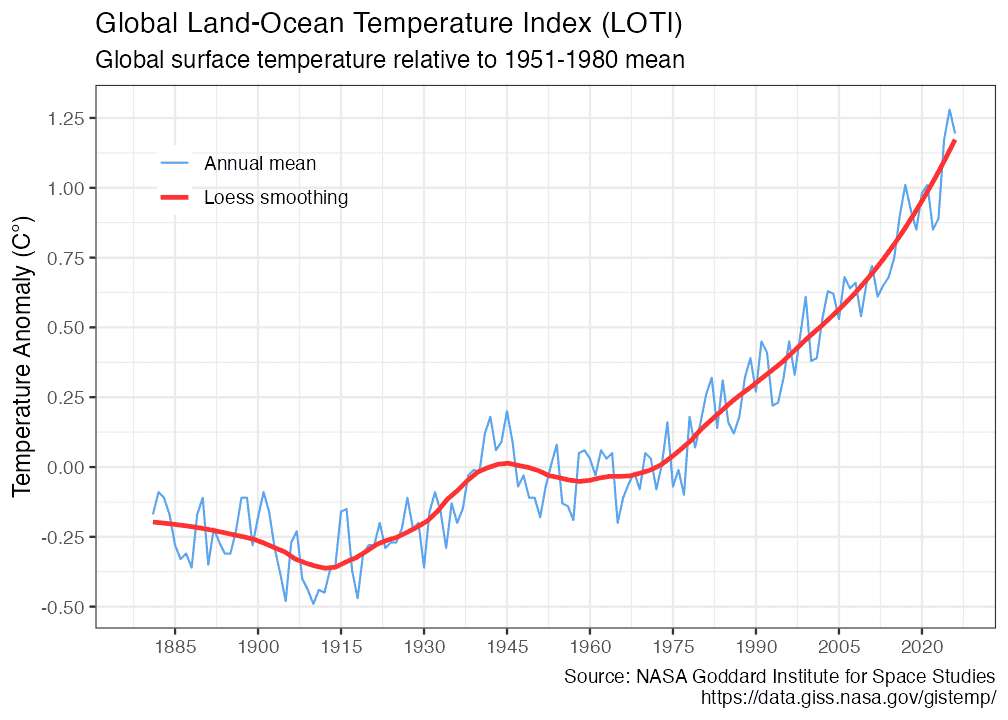 Global Land-Ocean Temperature Index (LOTI)
Global surface temperature relative to 1951-1980 mean
Temperature Anomaly (C°)
1.25
1.00
0.75
0.50
0.25
0.00
-0.25
-0.50
Annual mean
Loess smoothing
1885 1900 1915 1930 1945 1960 1975 1990 2005 2020
Source: NASA Goddard Institute for Space Studies
https://data.giss.nasa.gov/gistemp/